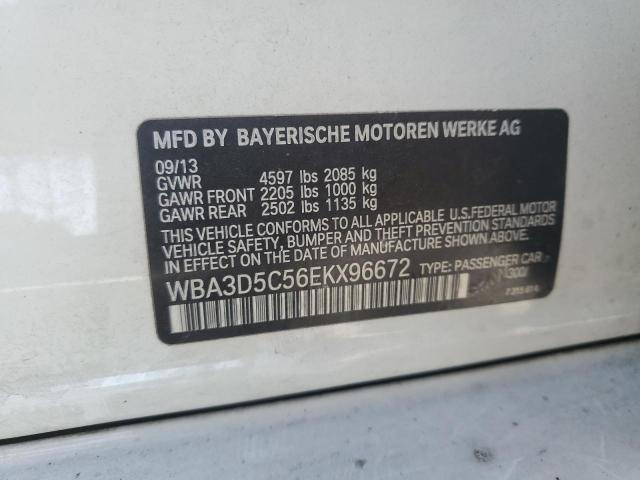 MFD BY BAYERISCHE MOTOREN WERKE AG
09/13
GVWR 4597 lbs 2085 kg
GAWR FRONT 2205 lbs 1000 kg
GAWR REAR 2502 lbs 1135 kg
THIS VEHICLE CONFORMS TO ALL APPLICABLE U.S.FEDERAL MOTOR
VEHICLE SAFETY, BUMPER, AND THEFT PREVENTION STANDARDS
IN EFFECT ON THE DATE OF MANUFACTURE SHOWN ABOVE.
WBA3D5C56EKX96672 TYPE: PASSENGER CAR
300